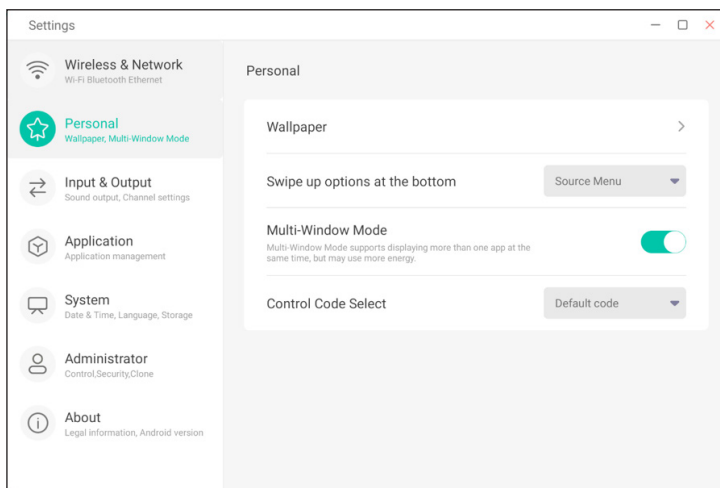 Settings
Wireless & Network
Wi-Fi Bluetooth Ethernet
Personal
Wallpaper, Multi-Window Mode
Input & Output
Sound output, Channel settings
Application
Application management
System
Date & Time, Language, Storage
Administrator
Control,Security,Clone
About
Legal information, Android version
Personal
Wallpaper
Swipe up options at the bottom
Source Menu
Multi-Window Mode
Multi-Window Mode supports displaying more than one app at the
same time, but may use more energy.
Control Code Select
Default code